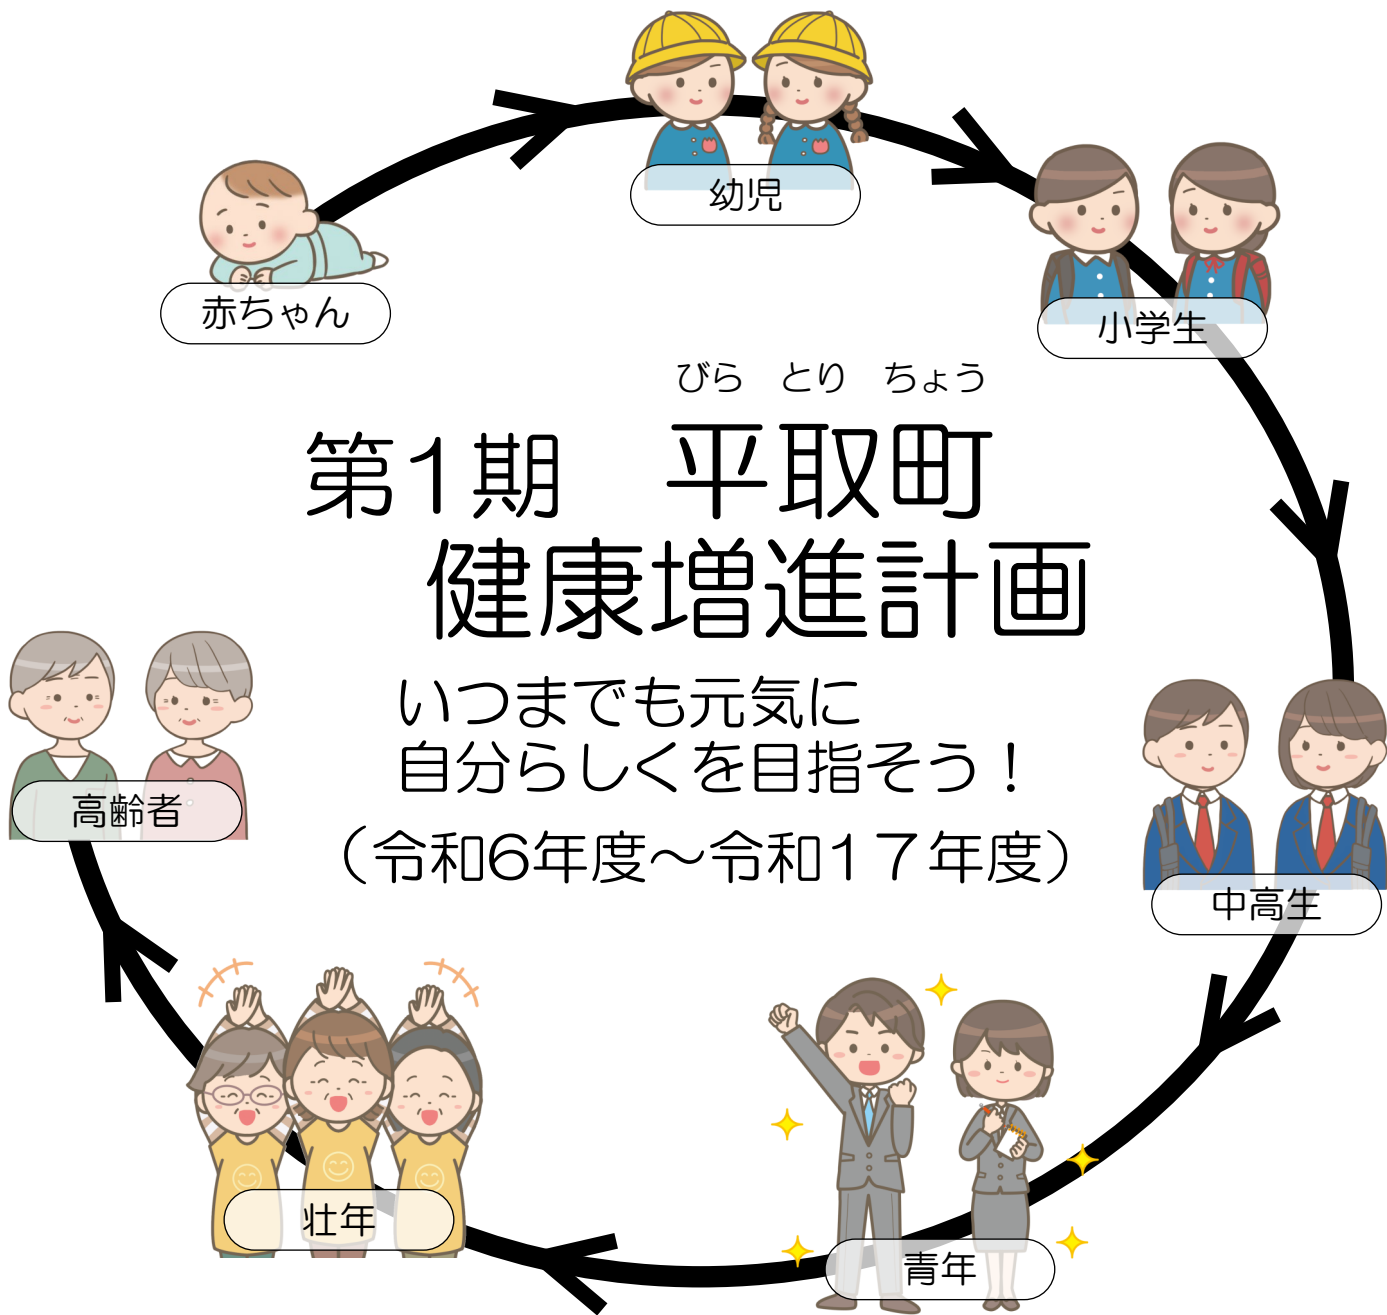 幼児
赤ちゃん
小学生
びら とり ちょう
第1期 平取町
健康増進計画
いつまでも元気に
自分らしくを目指そう！
（令和6年度～令和17年度）
高齢者
中高生
壮年
青年